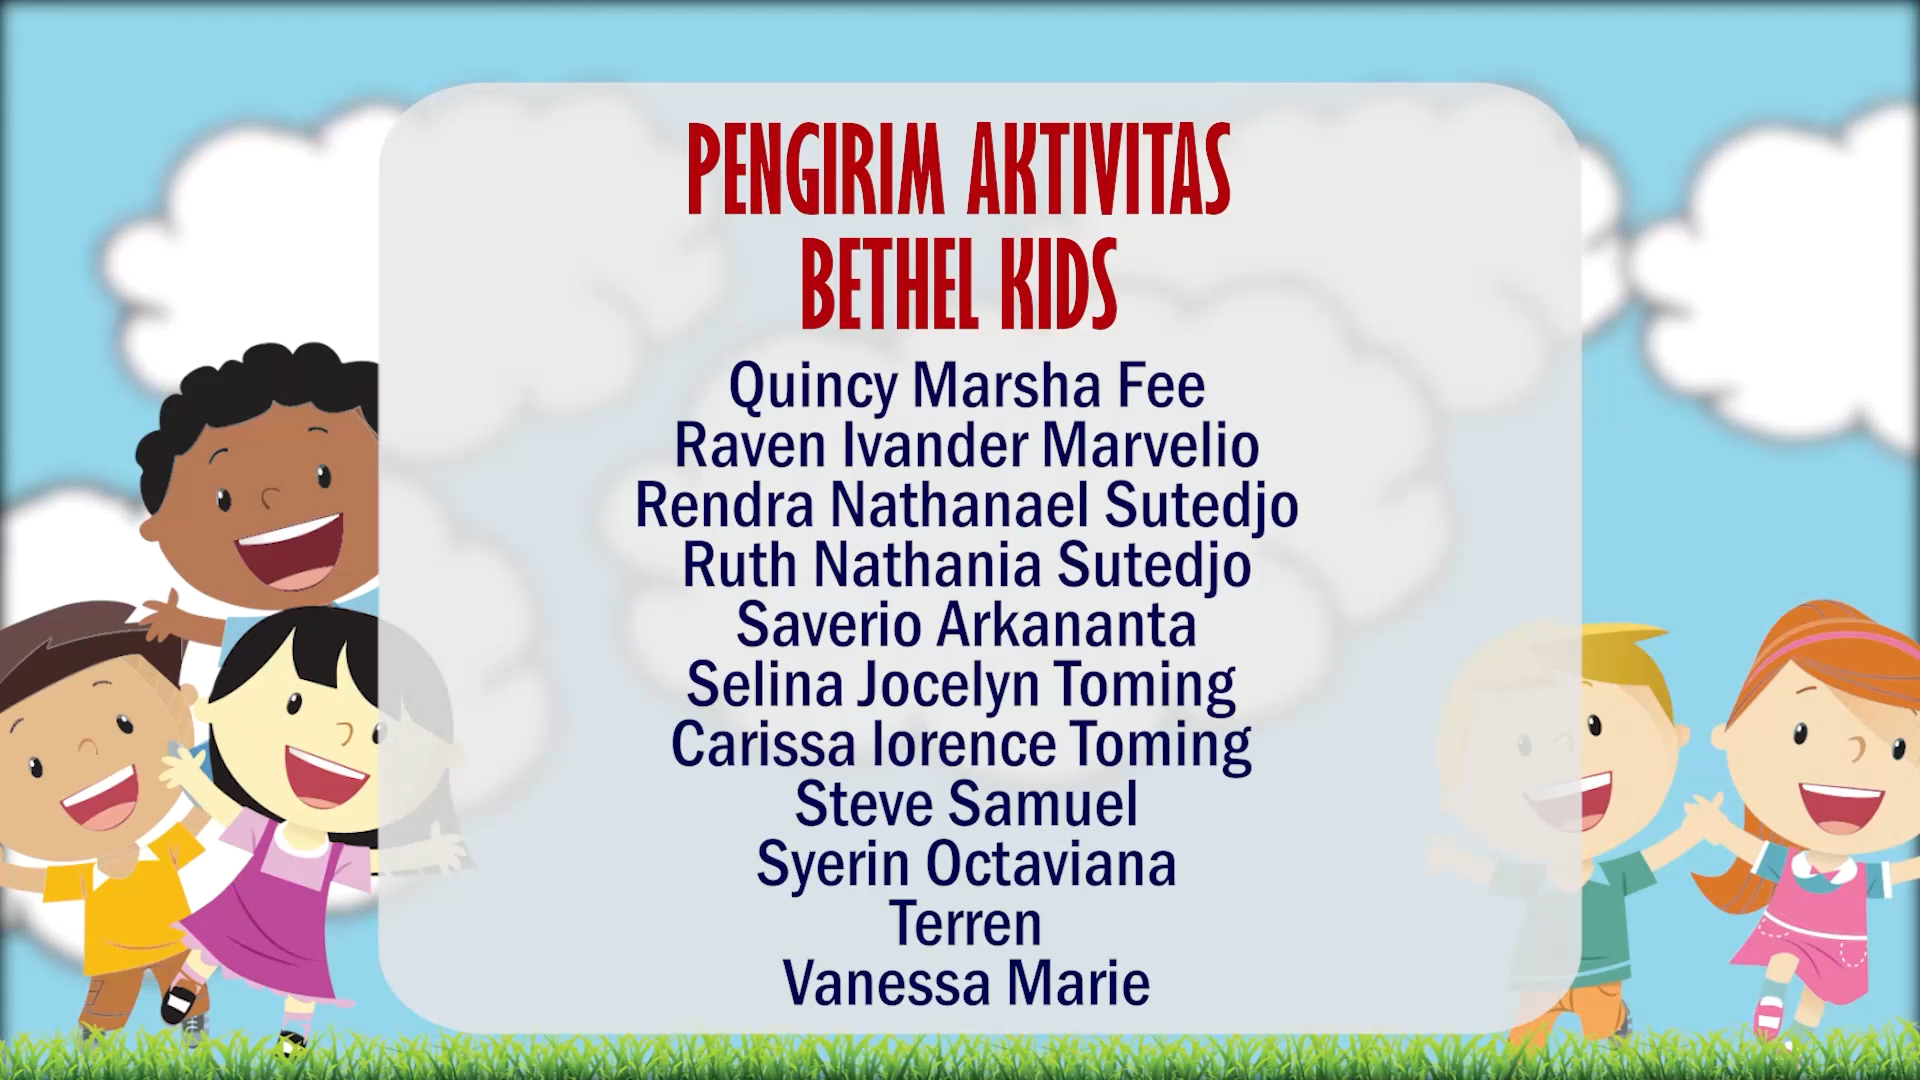 PENGIRIM AKTIVITAS
BETHEL KIDS
Quincy Marsha Fee
Raven Ivander Marvelio
Rendra Nathanael Sutedjo
Ruth Nathania Sutedjo
Saverio Arkananta
Selina Jocelyn Toming
Carissa lorence Toming
Steve Samuel
Syerin Octaviana
Terren
Vanessa Marie